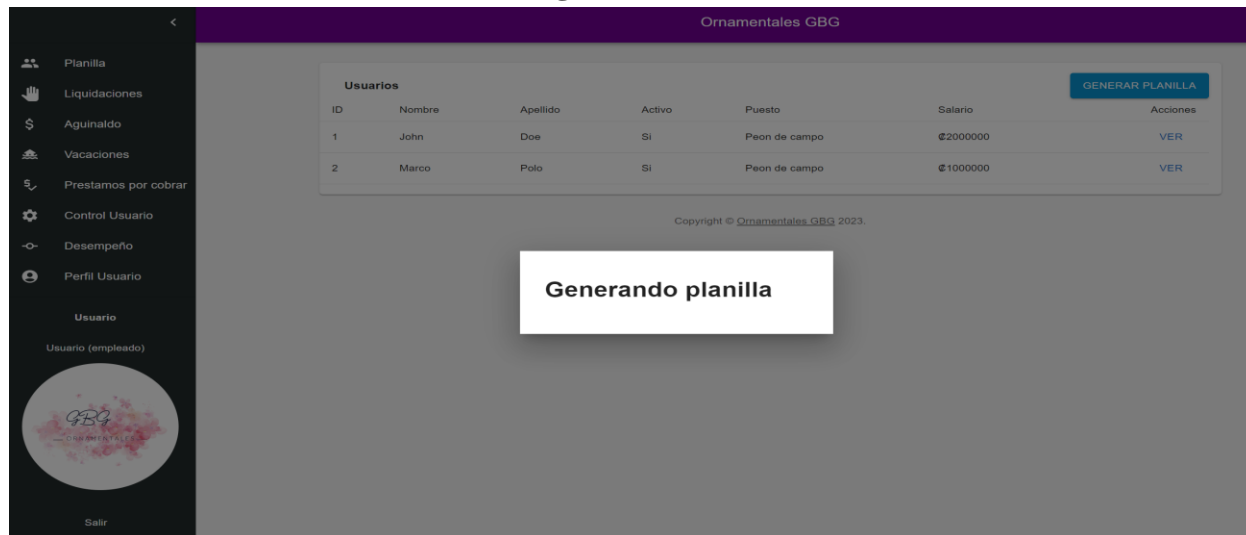 Ornamentales GBG
Planilla
Liquidaciones
Aguinaldo
Vacaciones
Prestamos por cobrar
Control Usuario
Desempeño
Perfil Usuario
Usuario
Usuario (empleado)
GBG
ORNAMENTALES
Salir
Usuarios
GENERAR PLANILLA
ID Nombre Apellido Activo Puesto Salario Acciones
1 John Doe Si Peon de campo ₡2000000 VER
2 Marco Polo Si Peon de campo ₡1000000 VER
Copyright © Ornamentales GBG 2023.
Generando planilla